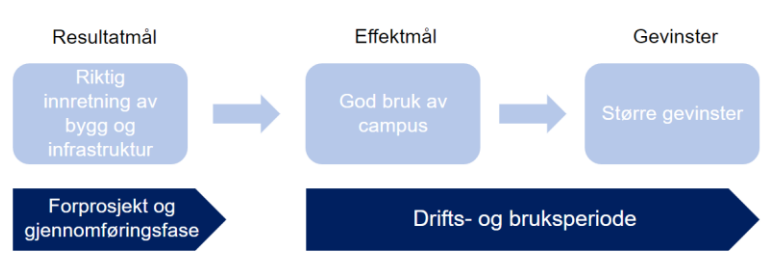 Resultatmål
Effektmål
Gevinster
Riktig
innretning av
bygg og
infrastruktur
God bruk av
campus
Større gevinster
Forprosjekt og
gjennomføringsfase
Drifts- og bruksperiode